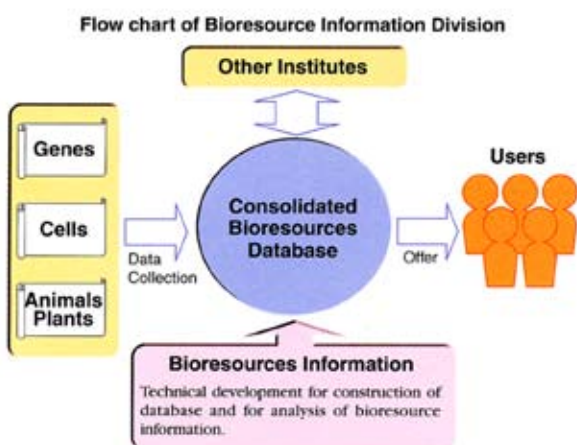 Flow chart of Bioresource Information Division
Other Institutes
Genes
Cells
Animals
Plants
Data
Collection
Consolidated
Bioresources
Database
Offer
Users
Bioresources Information
Technical development for construction of
database and for analysis of bioresource
information.